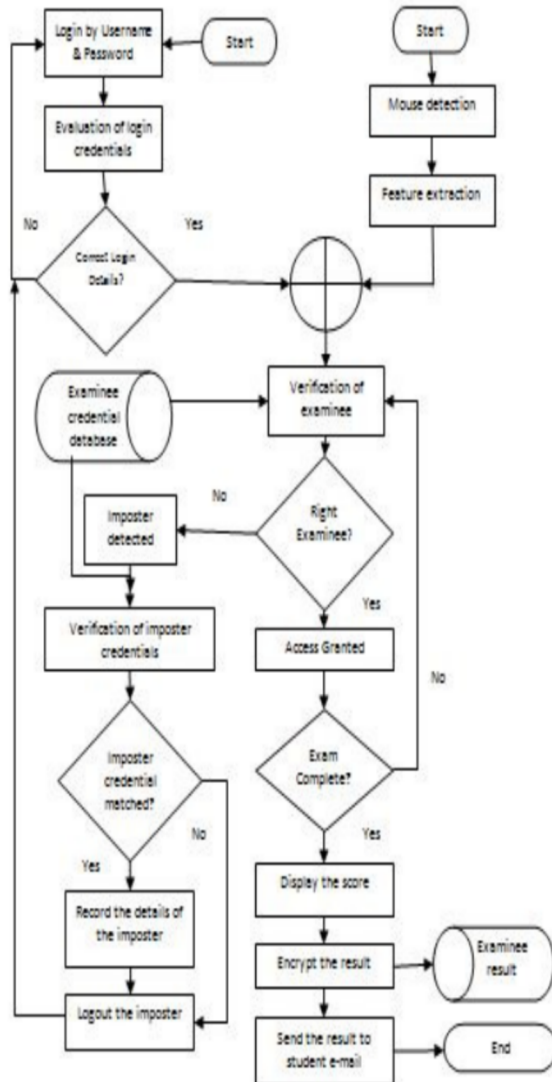 Login by Username
& Password
Start
Start
Mouse detection
Evaluation of login
credentials
Feature extraction
No
Yes
Correct Login
Details?
Examinee
credential
database
Verification of
examinee
No
Imposter
detected
Right
Examinee?
Yes
Verification of imposter
credentials
Access Granted
No
Imposter
credential
matched?
Exam
Complete?
No
Yes
Yes
Display the score
Record the details of
the imposter
Encrypt the result
Examinee
result
Logout the imposter
Send the result to
student e-mail
End